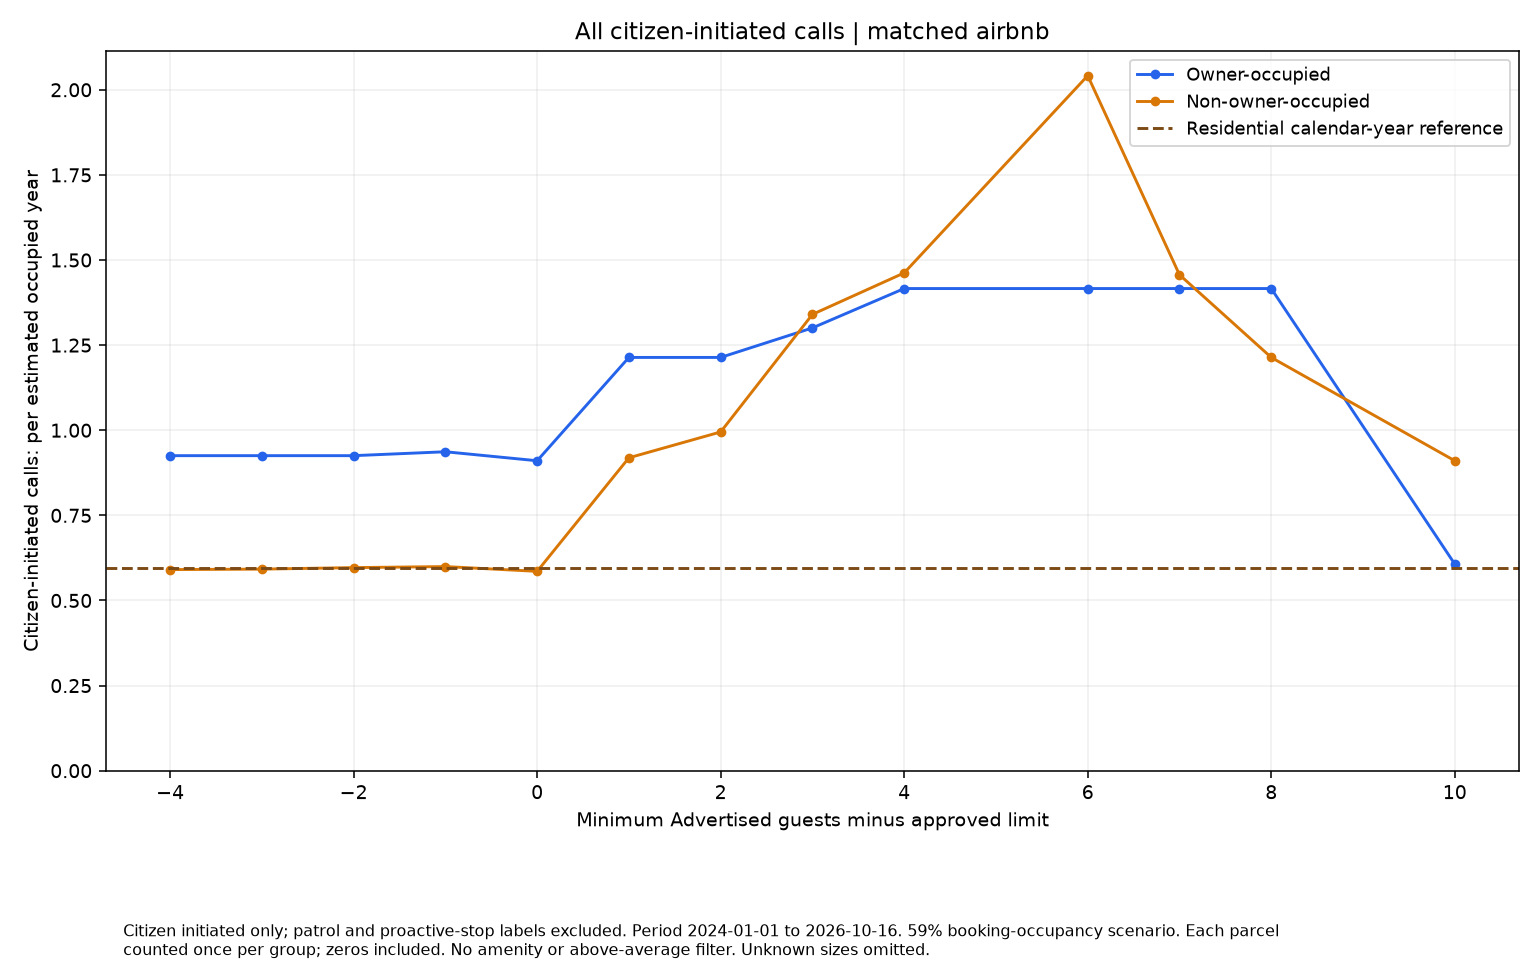 All citizen-initiated calls | matched airbnb
Owner-occupied
Non-owner-occupied
Residential calendar-year reference
Citizen-initiated calls: per estimated occupied year
2.00
1.75
1.50
1.25
1.00
0.75
0.50
0.25
0.00
−4
−2
0
2
4
6
8
10
Minimum Advertised guests minus approved limit
Citizen initiated only; patrol and proactive-stop labels excluded. Period 2024-01-01 to 2026-10-16. 59% booking-occupancy scenario. Each parcel
counted once per group; zeros included. No amenity or above-average filter. Unknown sizes omitted.